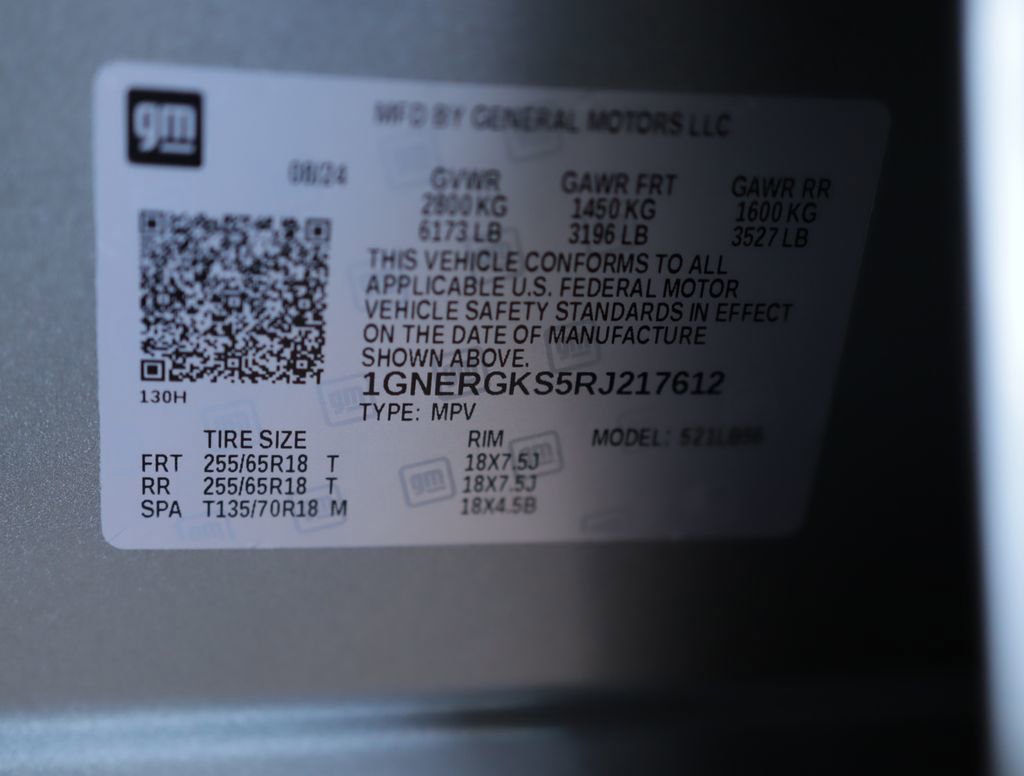 gm
MFD BY GENERAL MOTORS LLC
08/24
GVWR GAWR FRT GAWR RR
2800 KG 1450 KG 1600 KG
6173 LB 3196 LB 3527 LB
THIS VEHICLE CONFORMS TO ALL
APPLICABLE U.S. FEDERAL MOTOR
VEHICLE SAFETY STANDARDS IN EFFECT
ON THE DATE OF MANUFACTURE
SHOWN ABOVE.
130H
1GNERGKS5RJ217612
TYPE: MPV
TIRE SIZE RIM MODEL:
FRT 255/65R18 T 18X7.5J
RR 255/65R18 T 18X7.5J
SPA T135/70R18 M 18X4.5B